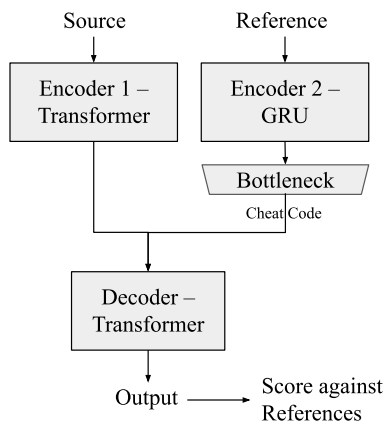 Source
Reference
Encoder 1 –
Transformer
Encoder 2 –
GRU
Bottleneck
Cheat Code
Decoder –
Transformer
Output
Score against
References